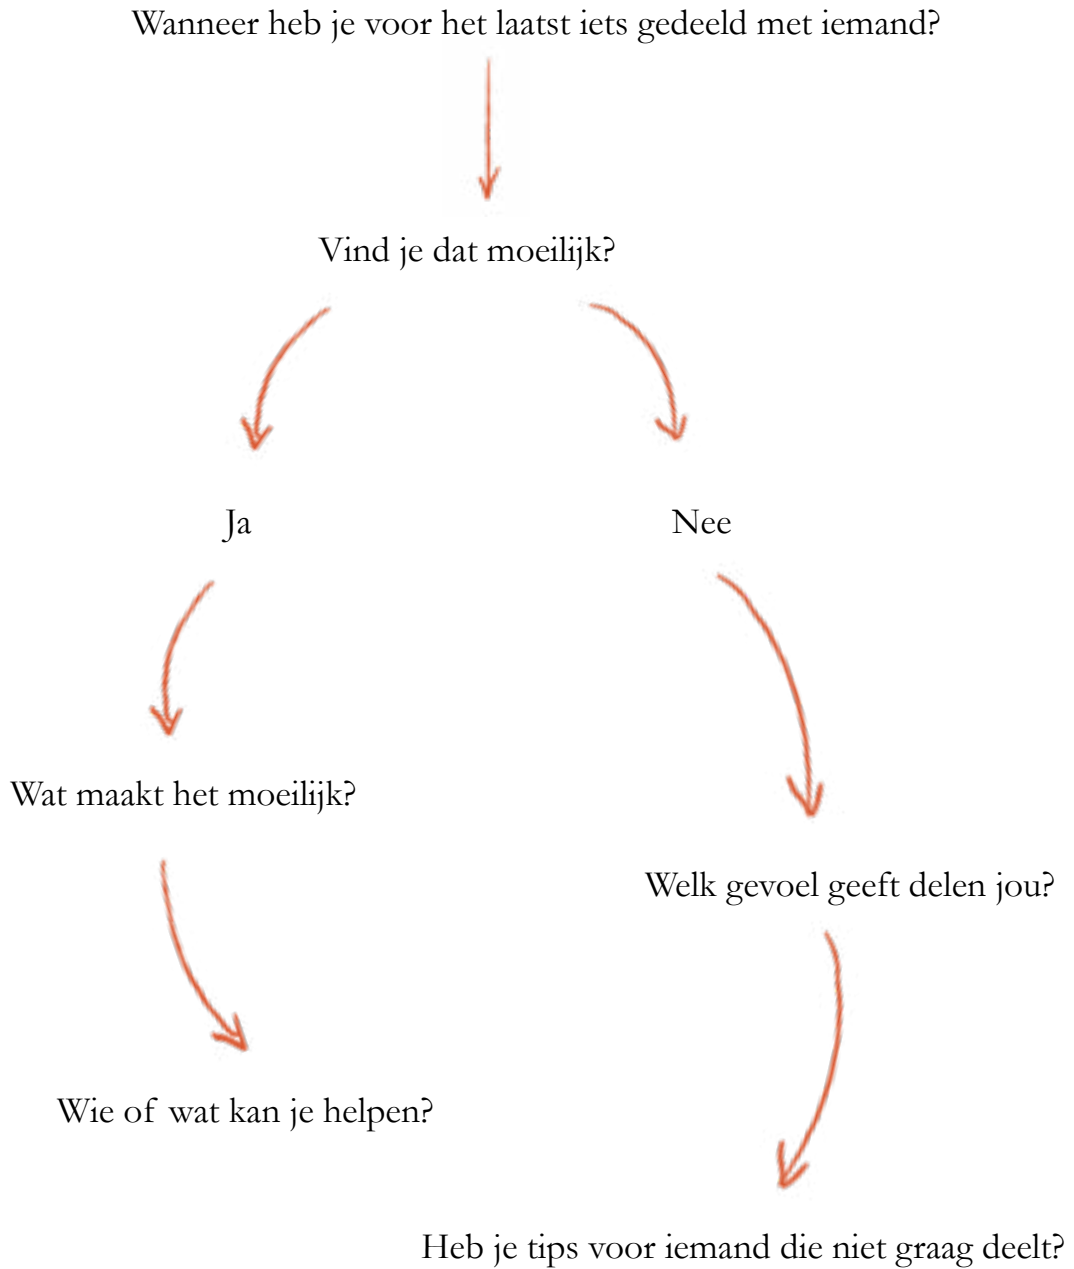 Wanneer heb je voor het laatst iets gedeeld met iemand?
Vind je dat moeilijk?
Ja
Nee
Wat maakt het moeilijk?
Welk gevoel geeft delen jou?
Wie of wat kan je helpen?
Heb je tips voor iemand die niet graag deelt?